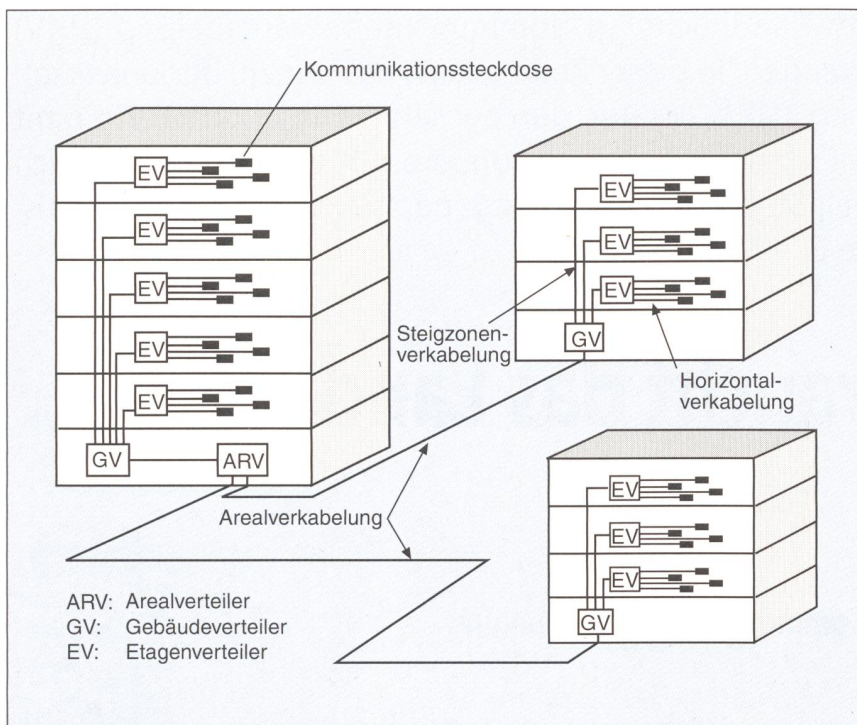 Kommunikationssteckdose
EV
EV
EV
EV
EV
GV
ARV
EV
EV
EV
Steigzonen-
verkabelung
GV
Horizontal-
verkabelung
Arealverkabelung
EV
EV
EV
GV
ARV: Arealverteiler
GV: Gebäudeverteiler
EV: Etagenverteiler